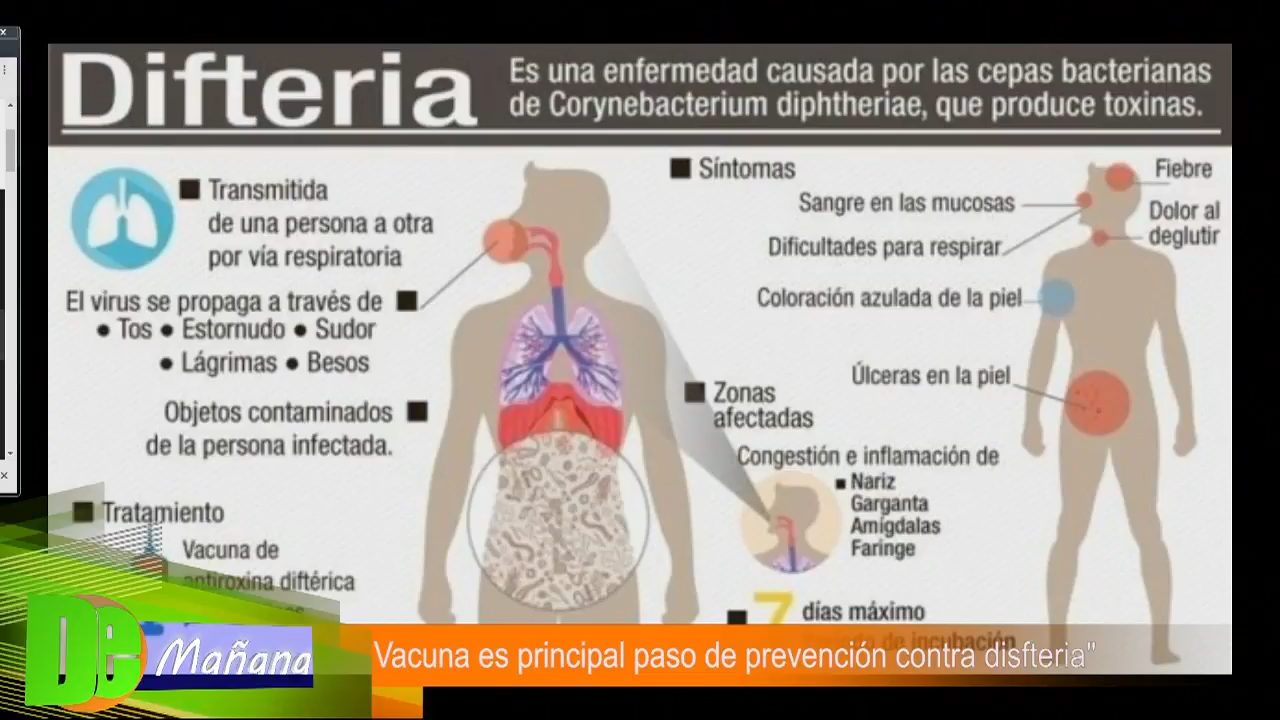 Difteria
Es una enfermedad causada por las cepas bacterianas
de Corynebacterium diphtheriae, que produce toxinas.
Transmitida
de una persona a otra
por vía respiratoria
El virus se propaga a través de
• Tos • Estornudo • Sudor
• Lágrimas • Besos
Objetos contaminados
de la persona infectada.
Tratamiento
Vacuna de
antiroxina diftérica
Síntomas
Fiebre
Sangre en las mucosas
Dolor al
deglutir
Dificultades para respirar
Coloración azulada de la piel
Úlceras en la piel
Zonas
afectadas
Congestión e inflamación de
Nariz
Garganta
Amígdalas
Faringe
7 días máximo
de incubación
De
Mañana
Vacuna es principal paso de prevención contra disfteria"